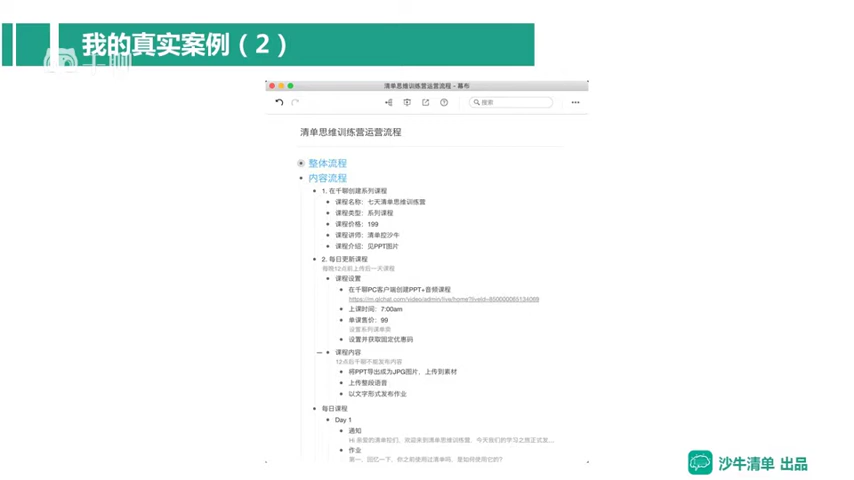 我的真实案例（2）
千聊
清单思维训练营运营流程 - 幕布
搜索
清单思维训练营运营流程
整体流程
内容流程
1. 在千聊创建系列课程
课程名称：七天清单思维训练营
课程类型：系列课程
课程价格：199
课程讲师：清单控沙牛
课程介绍：见PPT图片
2. 每日更新课程
每晚12点前上传后一天课程
课程设置
在千聊PC客户端创建PPT+音频课程
上课时间：7:00am
单课售价：99
设置系列课单亩
设置并获取固定优惠码
课程内容
12点后千聊不能发布内容
将PPT导出成为JPG图片，上传到素材
上传整段语音
以文字形式发布作业
每日课程
Day 1
通知
Hi 亲爱的清单控们，欢迎来到清单思维训练营，今天我们的学习之旅正式发...
作业
第一，回忆一下，你之前使用过清单吗，是如何使用它的？
沙牛清单 出品